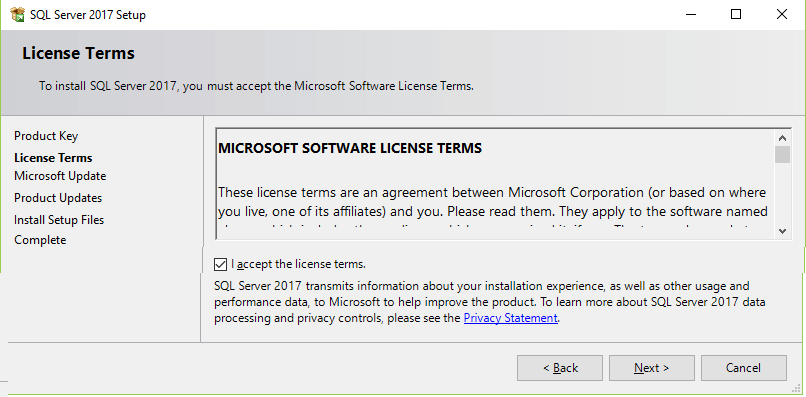 SQL Server 2017 Setup
License Terms
To install SQL Server 2017, you must accept the Microsoft Software License Terms.
Product Key
License Terms
Microsoft Update
Product Updates
Install Setup Files
Complete
MICROSOFT SOFTWARE LICENSE TERMS
These license terms are an agreement between Microsoft Corporation (or based on where
you live, one of its affiliates) and you. Please read them. They apply to the software named
I accept the license terms.
SQL Server 2017 transmits information about your installation experience, as well as other usage and
performance data, to Microsoft to help improve the product. To learn more about SQL Server 2017 data
processing and privacy controls, please see the Privacy Statement.
< Back
Next >
Cancel